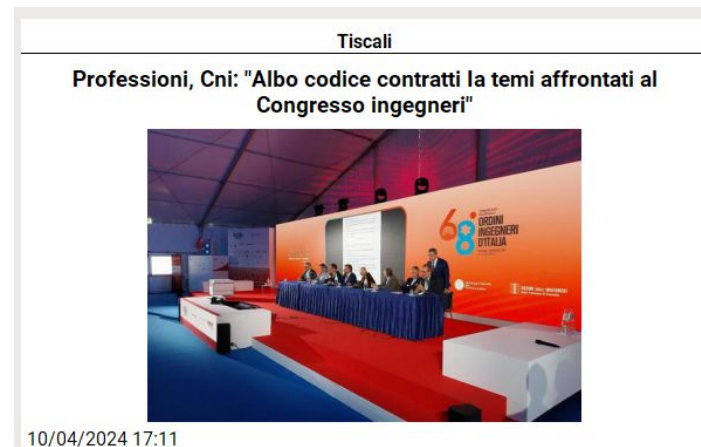 Tiscali
Professioni, Cni: "Albo codice contratti Ia temi affrontati al
Congresso ingegneri"
68°
ORDINI
INGEGNERI
D'ITALIA
10/04/2024 17:11